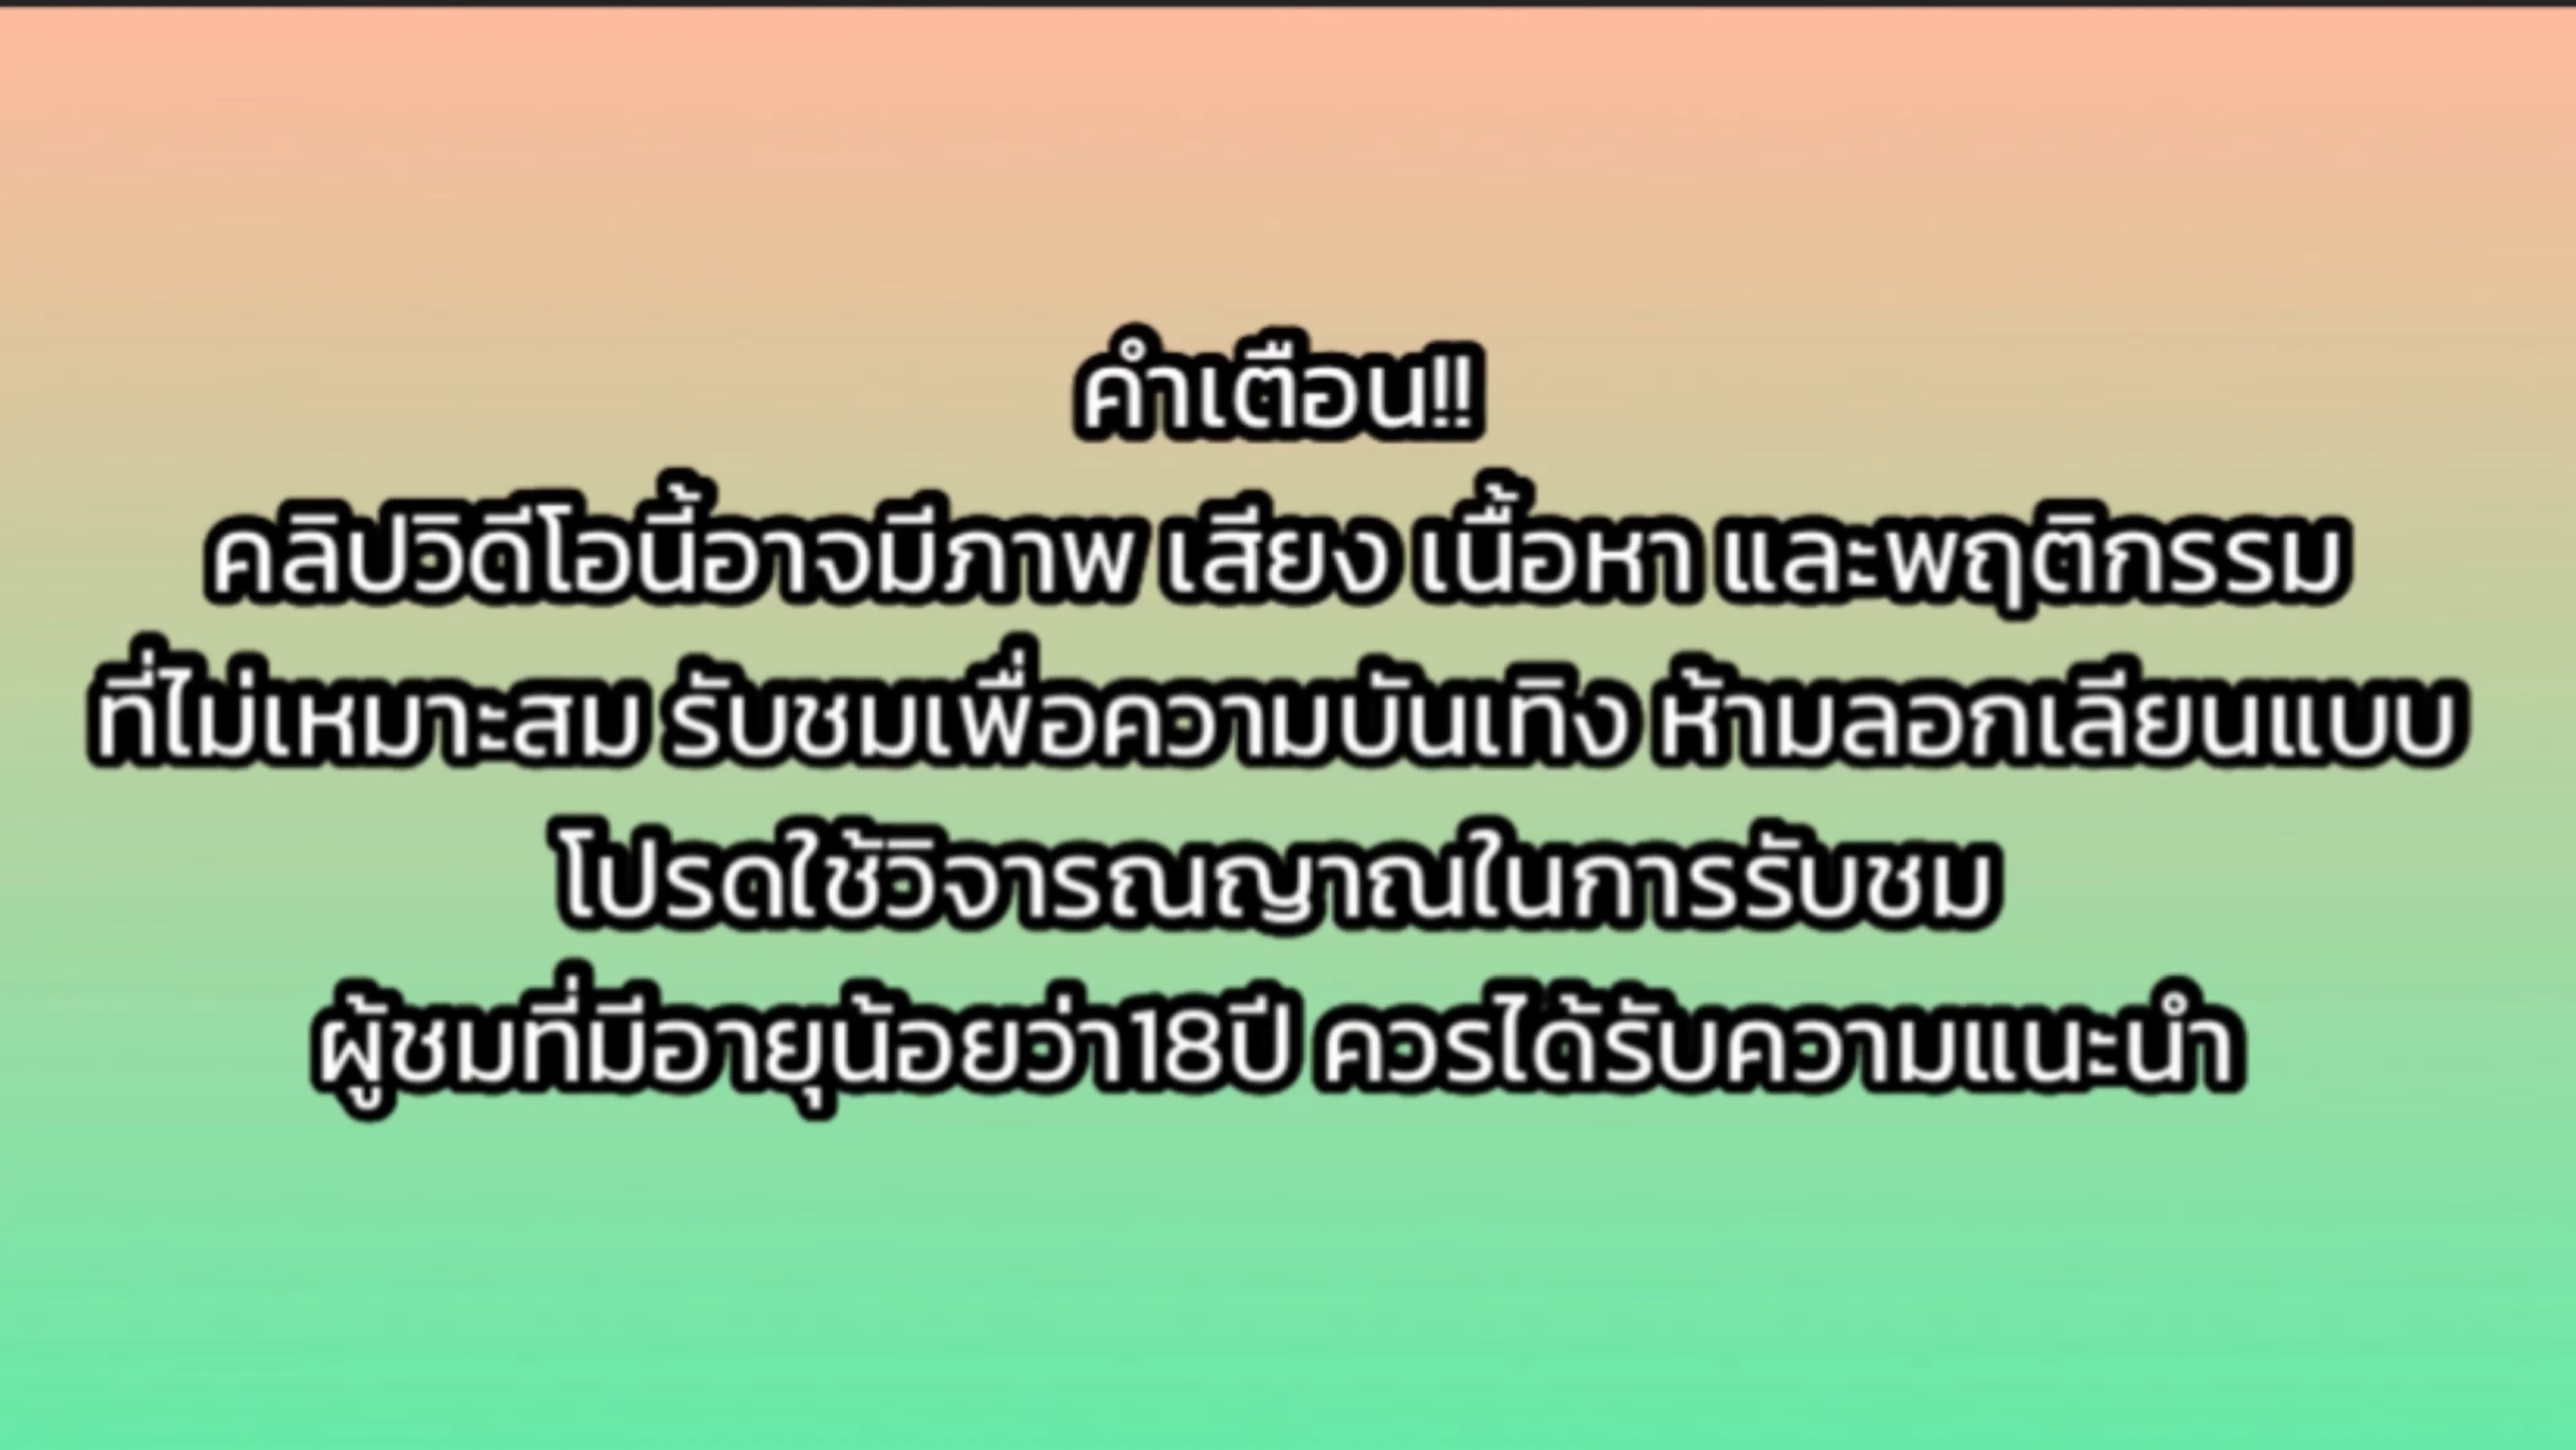 คำเตือน!!
คลิปวิดีโอนี้อาจมีภาพ เสียง เนื้อหา และพฤติกรรม
ที่ไม่เหมาะสม รับชมเพื่อความบันเทิง ห้ามลอกเลียนแบบ
โปรดใช้วิจารณญาณในการรับชม
ผู้ชมที่มีอายุน้อยว่า18ปี ควรได้รับความแนะนำ